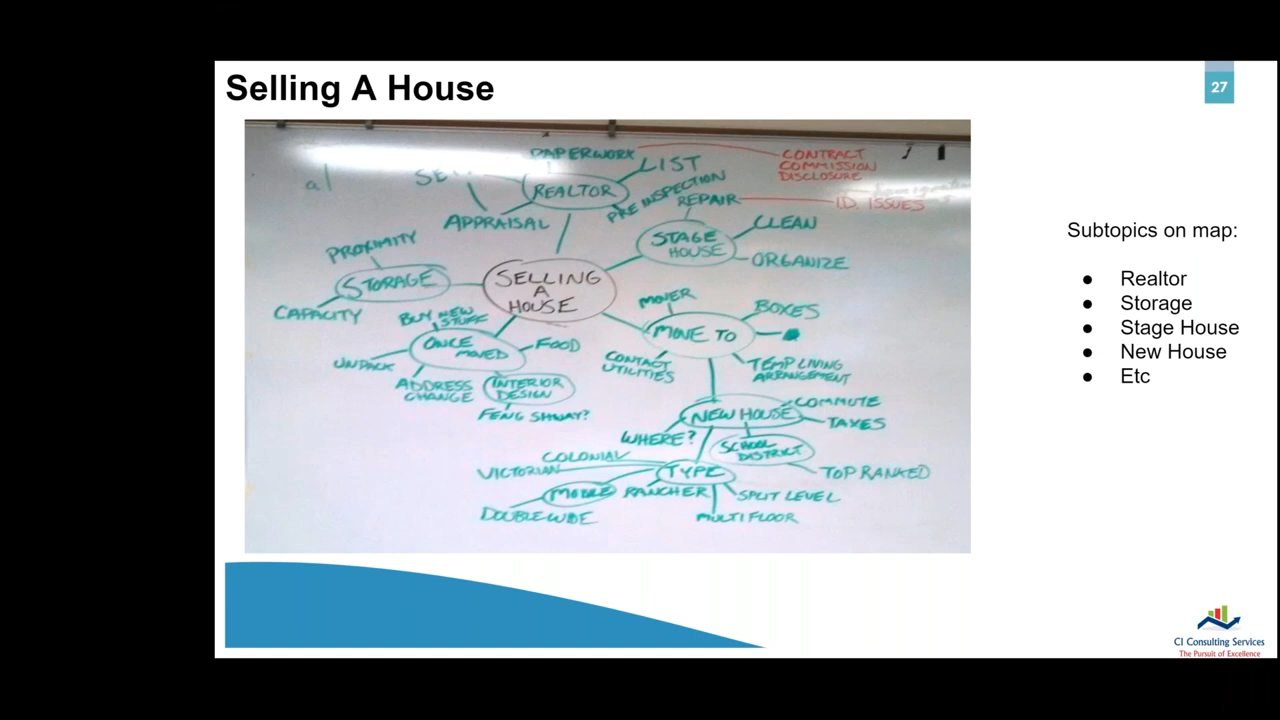 Selling A House
27
PAPERWORK
LIST
CONTRACT
COMMISSION
DISCLOSURE
REALTOR
PRE INSPECTION
APPRAISAL
REPAIR
I.D. ISSUES
STAGE
HOUSE
CLEAN
ORGANIZE
PROXIMITY
STORAGE
CAPACITY
SELLING
A
HOUSE
BUY NEW
STUFF
ONCE
MOVED
FOOD
UNPACK
ADDRESS
CHANGE
INTERIOR
DESIGN
FENG SHWAY?
MOVER
MOVE TO
BOXES
CONTACT
UTILITIES
TEMP LIVING
ARRANGEMENT
NEW HOUSE
COMMUTE
TAXES
WHERE?
SCHOOL
DISTRICT
TOP RANKED
COLONIAL
VICTORIAN
TYPE
MOBILE
RANCHER
SPLIT LEVEL
DOUBLEWIDE
MULTIFLOOR
Subtopics on map:
● Realtor
● Storage
● Stage House
● New House
● Etc
CI Consulting Services
The Pursuit of Excellence